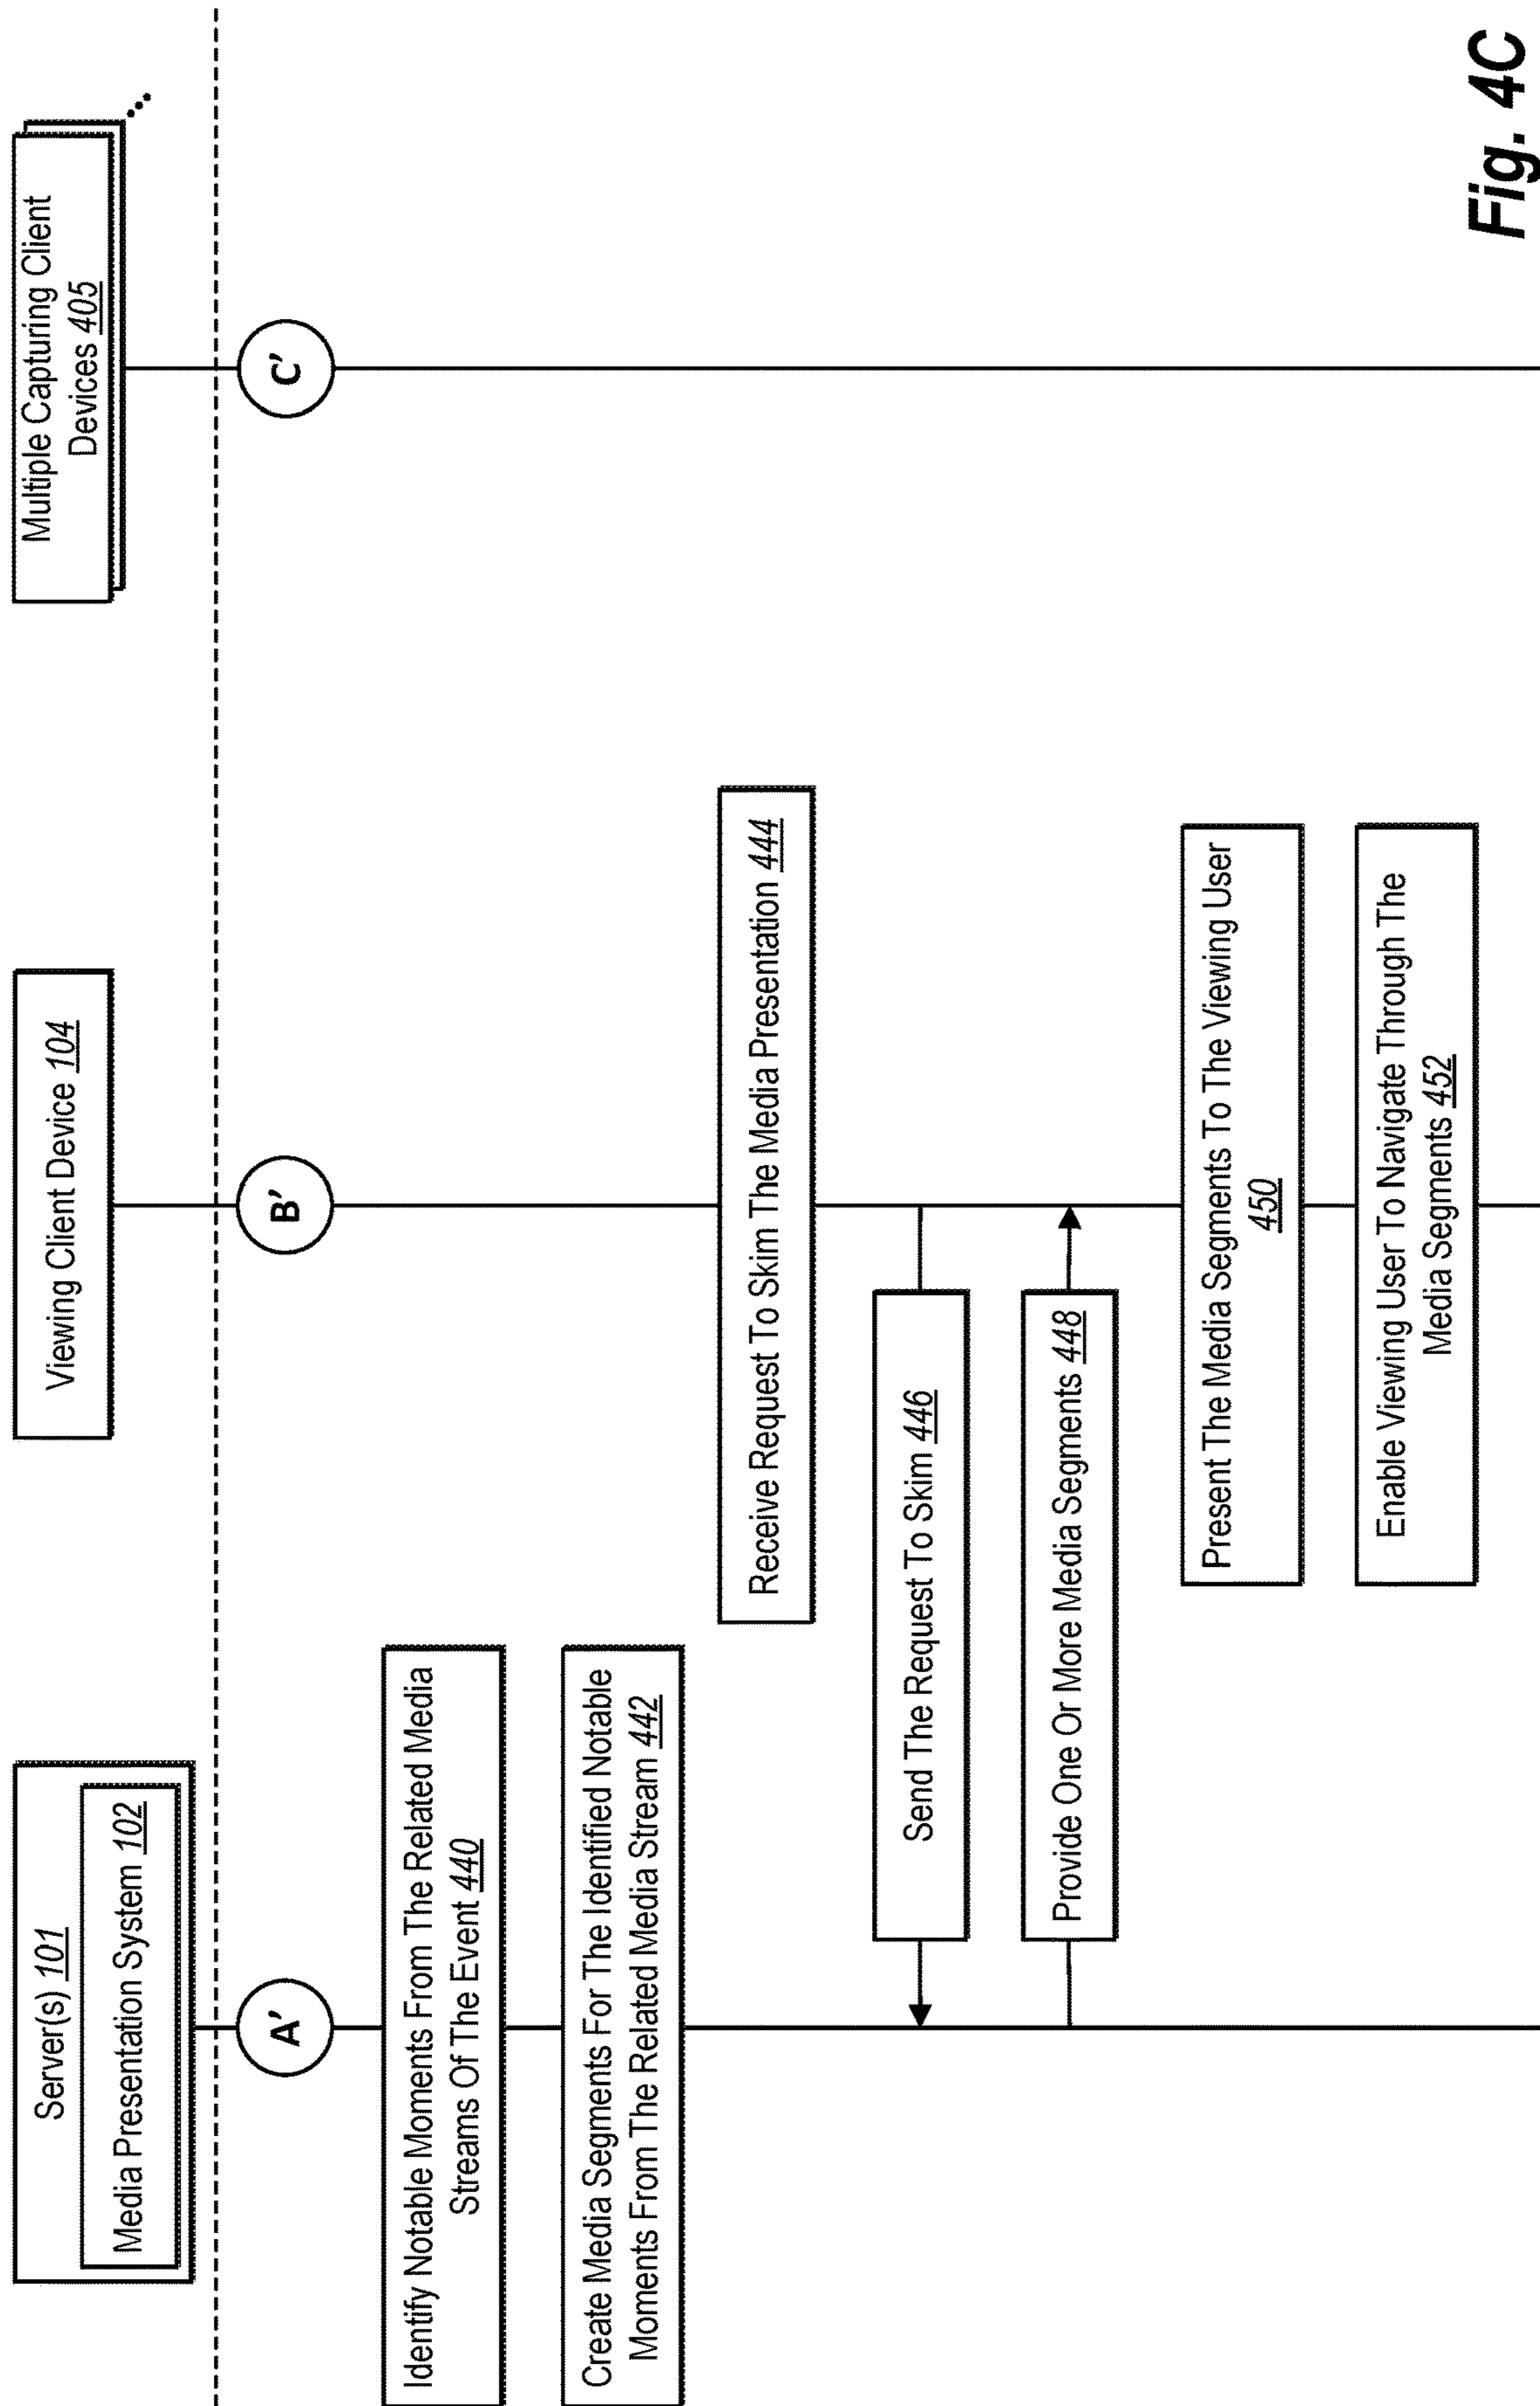 Server(s) 101
Media Presentation System 102
Viewing Client Device 104
Multiple Capturing Client
Devices 405
A'
B'
C'
Identify Notable Moments From The Related Media
Streams Of The Event 440
Create Media Segments For The Identified Notable
Moments From The Related Media Stream 442
Receive Request To Skim The Media Presentation 444
Send The Request To Skim 446
Provide One Or More Media Segments 448
Present The Media Segments To The Viewing User
450
Enable Viewing User To Navigate Through The
Media Segments 452
Fig. 4C